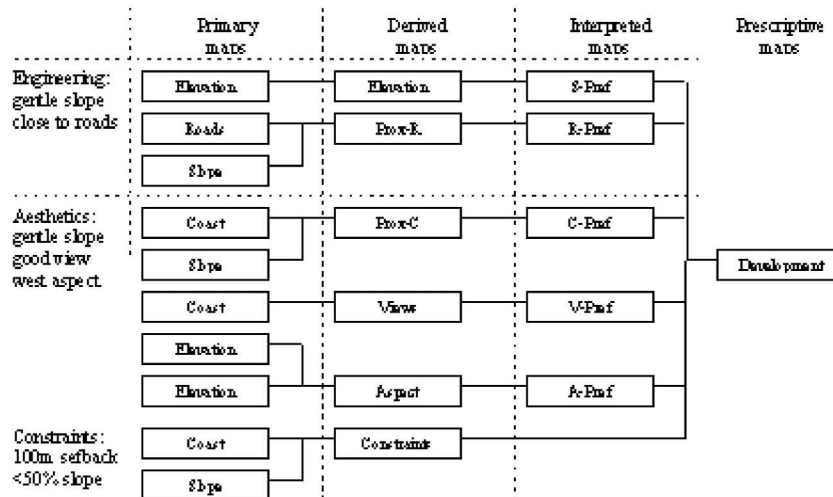 Primary maps
Derived maps
Interpreted maps
Prescriptive maps
Engineering:
gentle slope
close to roads
Elevation
Elevation
S-Pref
Roads
Prox-R
R-Pref
Slope
Aesthetics:
gentle slope
good view
west aspect
Coast
Prox-C
C-Pref
Slope
Development
Coast
Views
V-Pref
Elevation
Elevation
Aspect
A-Pref
Constraints:
100m setback
<50% slope
Coast
Constraints
Slope